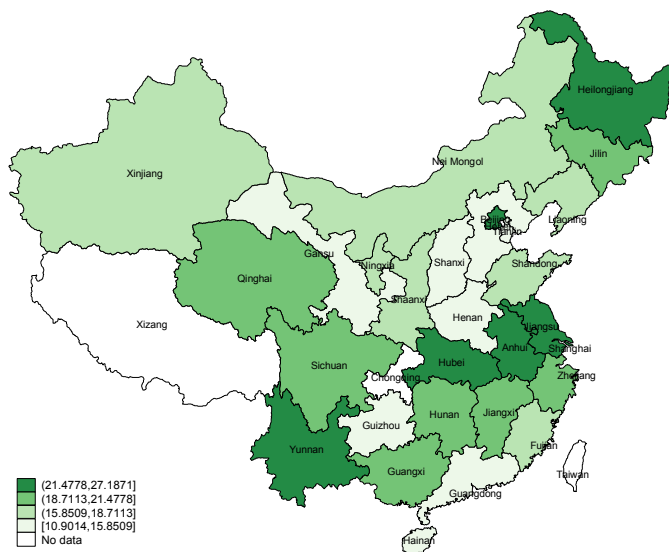 Heilongjiang
Jilin
Nei Mongol
Xinjiang
Liaoning
Beijing
Tianjin
Gansu
Ningxia
Shanxi
Shandong
Qinghai
Shaanxi
Henan
Xizang
Jiangsu
Anhui
Shanghai
Sichuan
Hubei
Chongqing
Zhejiang
Hunan
Jiangxi
Guizhou
Fujian
Yunnan
Guangxi
Taiwan
Guangdong
Hainan
(21.4778,27.1871]
(18.7113,21.4778]
(15.8509,18.7113]
[10.9014,15.8509]
No data